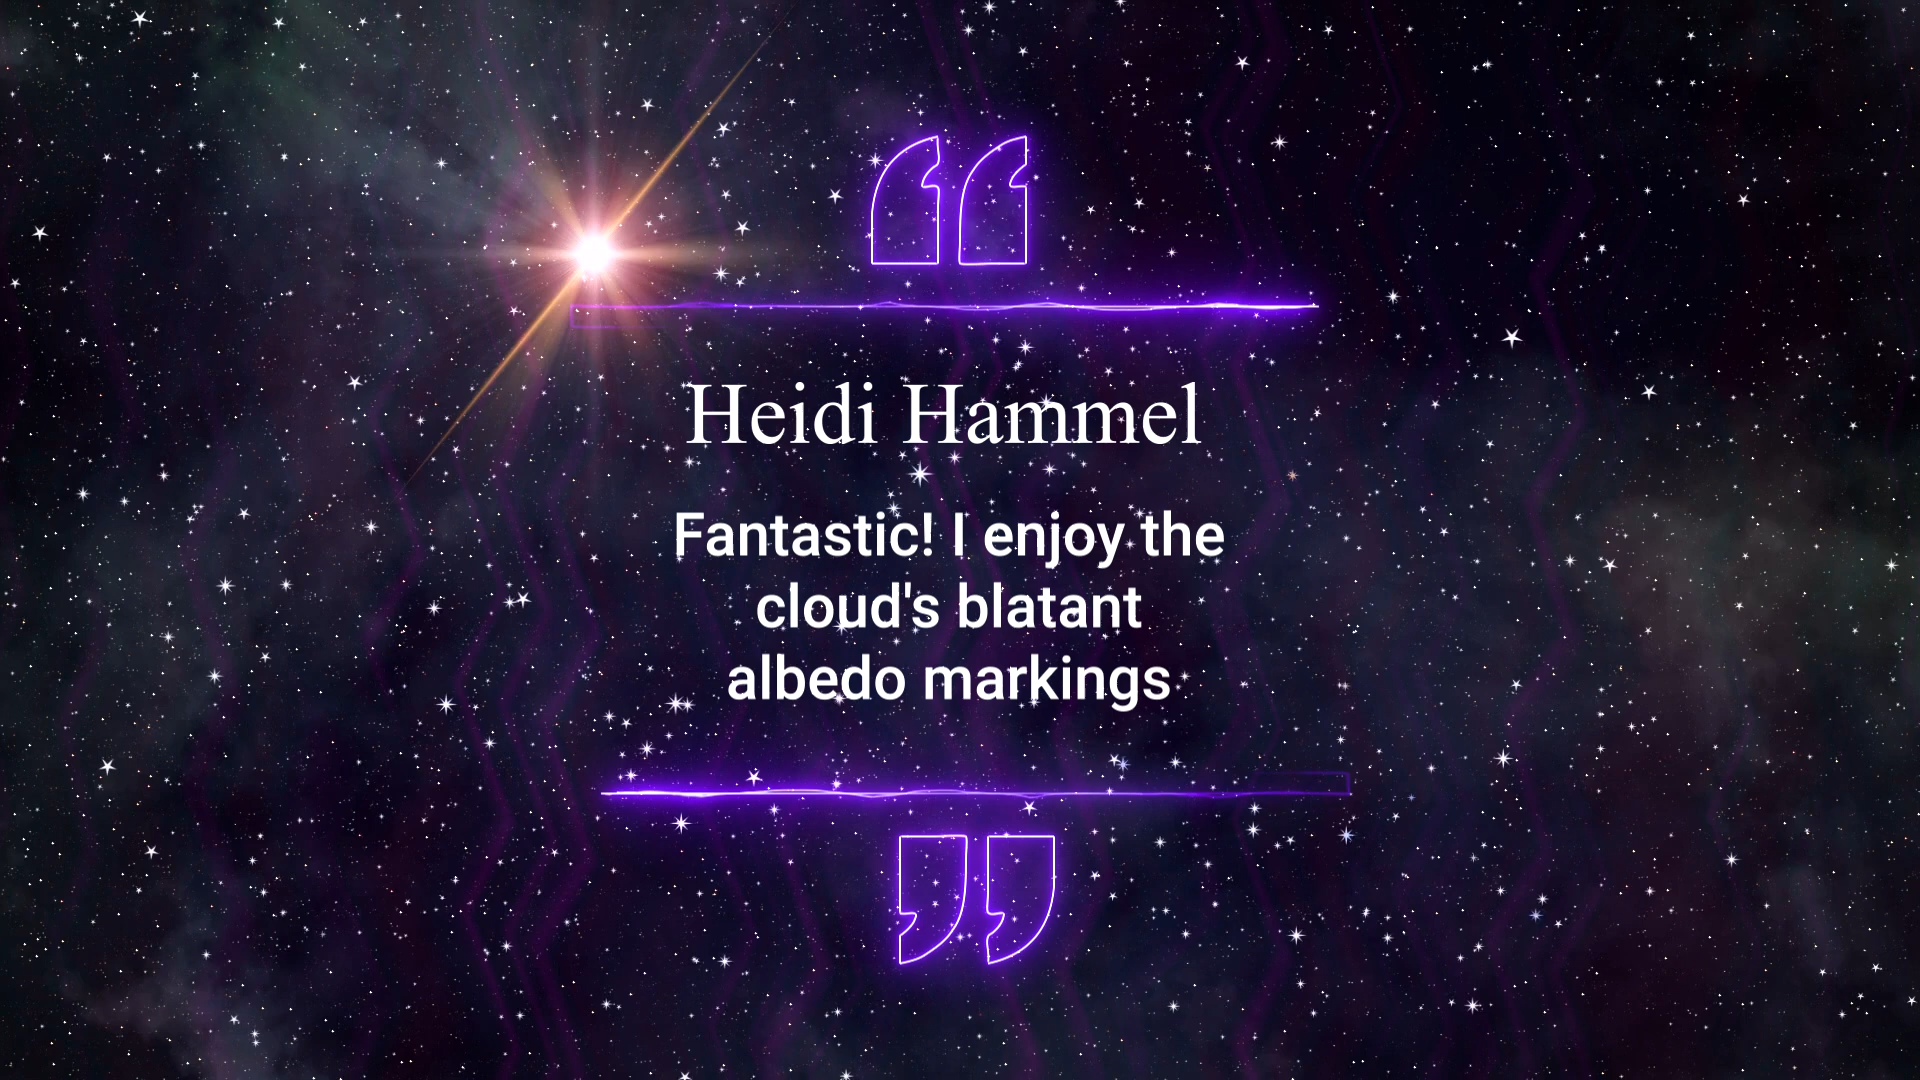 Heidi Hammel
Fantastic! I enjoy the
cloud's blatant
albedo markings